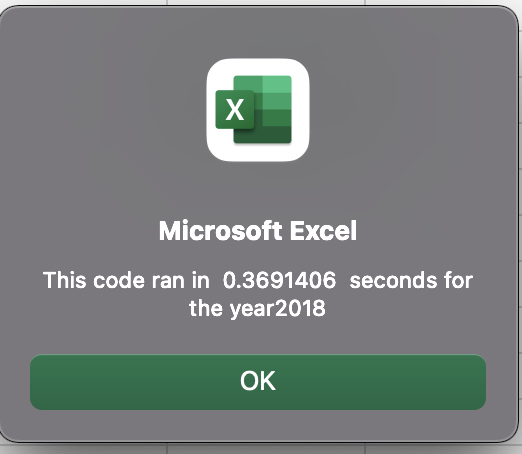 X
Microsoft Excel
This code ran in  0.3691406  seconds for
the year2018
OK